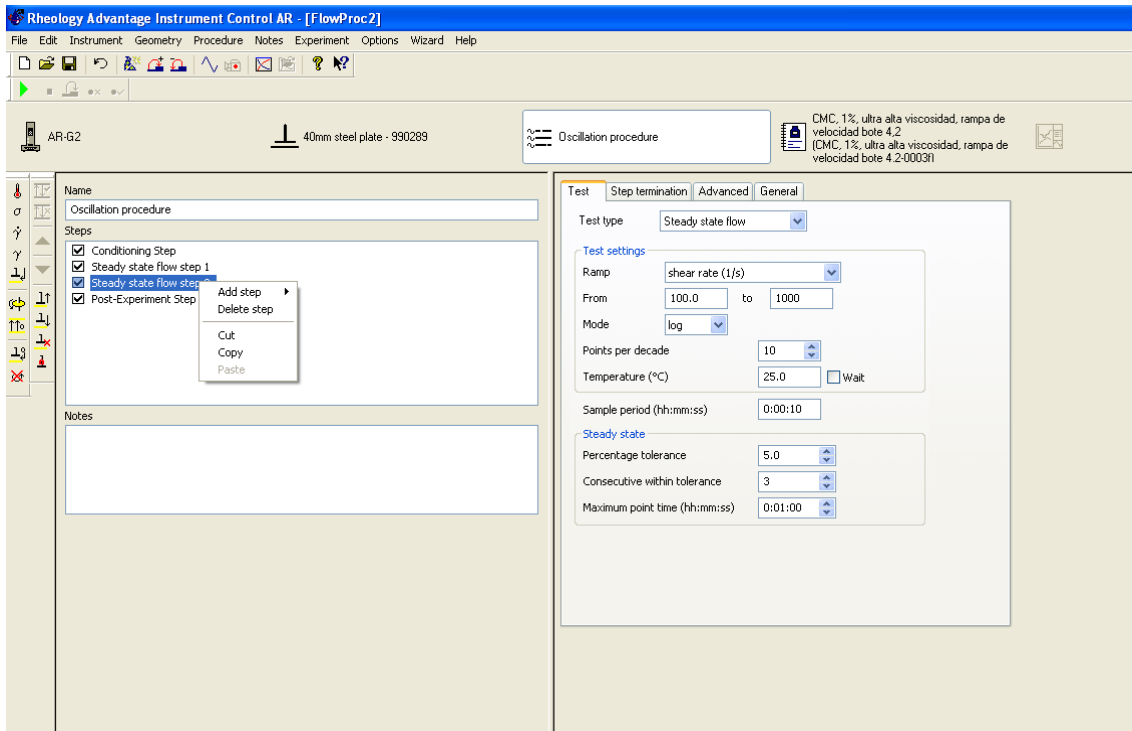 Rheology Advantage Instrument Control AR - [FlowProc2]
File Edit Instrument Geometry Procedure Notes Experiment Options Wizard Help
AR-G2
40mm steel plate - 990289
Oscillation procedure
CMC, 1%, ultra alta viscosidad, rampa de
velocidad bote 4,2
(CMC, 1%, ultra alta viscosidad, rampa de
velocidad bote 4.2-0003f)
Name
Oscillation procedure
Steps
Conditioning Step
Steady state flow step 1
Steady state flow step
Post-Experiment Step
Add step
Delete step
Cut
Copy
Paste
Notes
Test Step termination Advanced General
Test type Steady state flow
Test settings
Ramp shear rate (1/s)
From 100.0 to 1000
Mode log
Points per decade 10
Temperature (°C) 25.0 Wait
Sample period (hh:mm:ss) 0:00:10
Steady state
Percentage tolerance 5.0
Consecutive within tolerance 3
Maximum point time (hh:mm:ss) 0:01:00